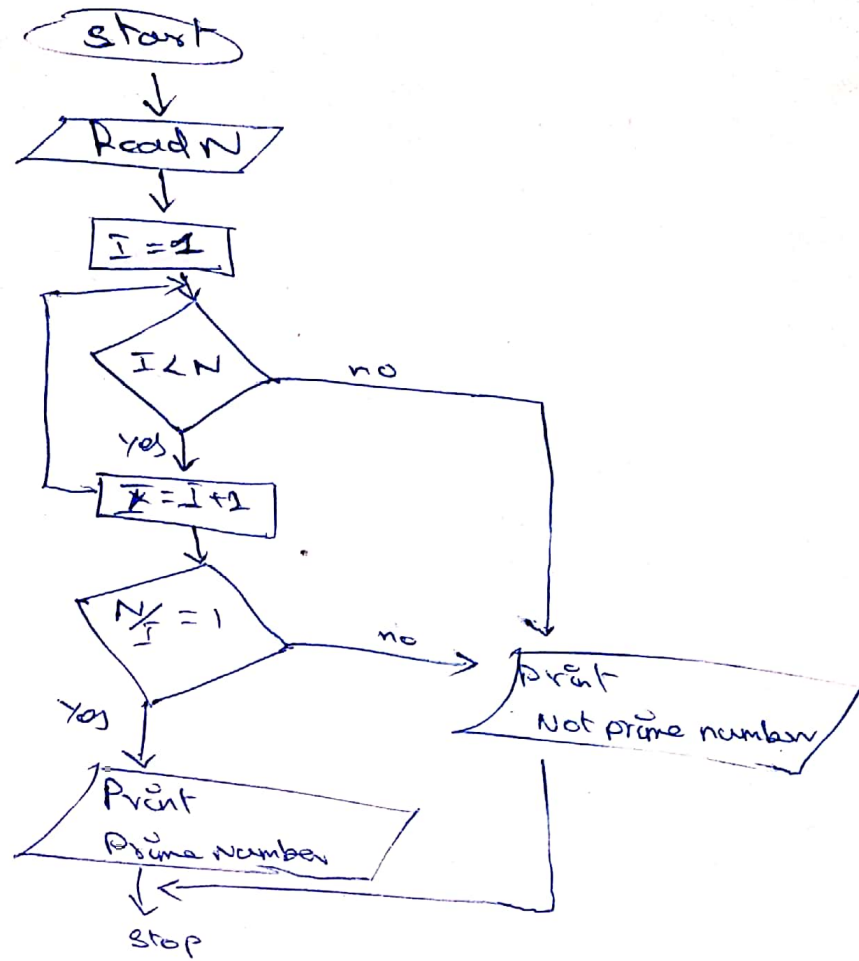 start
Read N
I = 1
I < N
no
yes
I = I + 1
N/I = 1
no
Yes
Print
Not prime number
Print
Prime Number
Stop